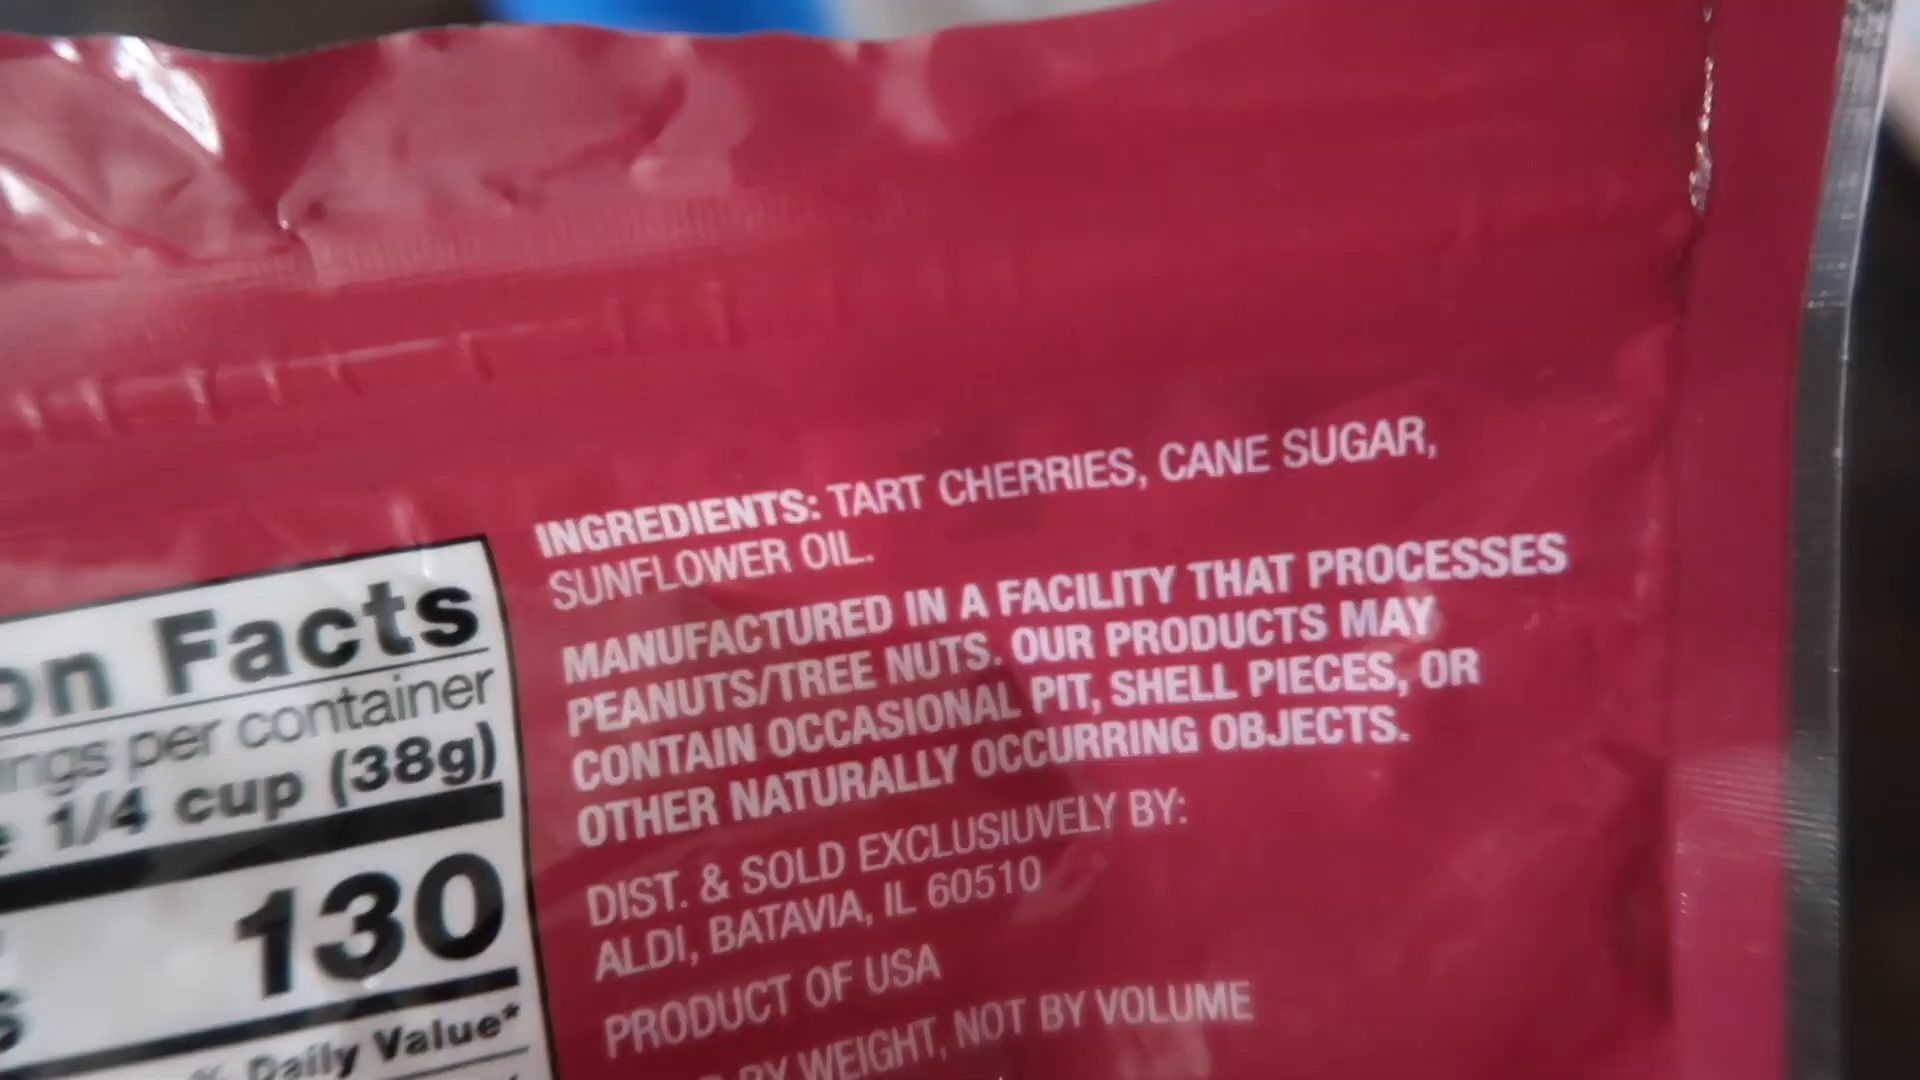 INGREDIENTS: TART CHERRIES, CANE SUGAR,
SUNFLOWER OIL.
MANUFACTURED IN A FACILITY THAT PROCESSES
PEANUTS/TREE NUTS. OUR PRODUCTS MAY
CONTAIN OCCASIONAL PIT, SHELL PIECES, OR
OTHER NATURALLY OCCURRING OBJECTS.
DIST. & SOLD EXCLUSIUVELY BY:
ALDI, BATAVIA, IL 60510
PRODUCT OF USA
BY WEIGHT, NOT BY VOLUME
on Facts
ings per container
1/4 cup (38g)
130
% Daily Value*